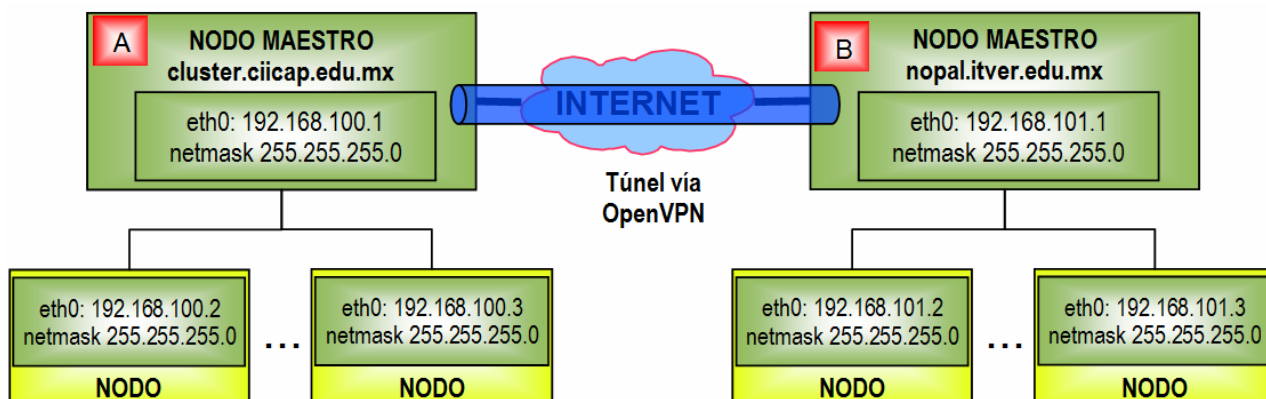 A
NODO MAESTRO
cluster.ciicap.edu.mx
eth0: 192.168.100.1
netmask 255.255.255.0
INTERNET
Túnel vía
OpenVPN
B
NODO MAESTRO
nopal.itver.edu.mx
eth0: 192.168.101.1
netmask 255.255.255.0
eth0: 192.168.100.2
netmask 255.255.255.0
NODO
...
eth0: 192.168.100.3
netmask 255.255.255.0
NODO
eth0: 192.168.101.2
netmask 255.255.255.0
NODO
...
eth0: 192.168.101.3
netmask 255.255.255.0
NODO